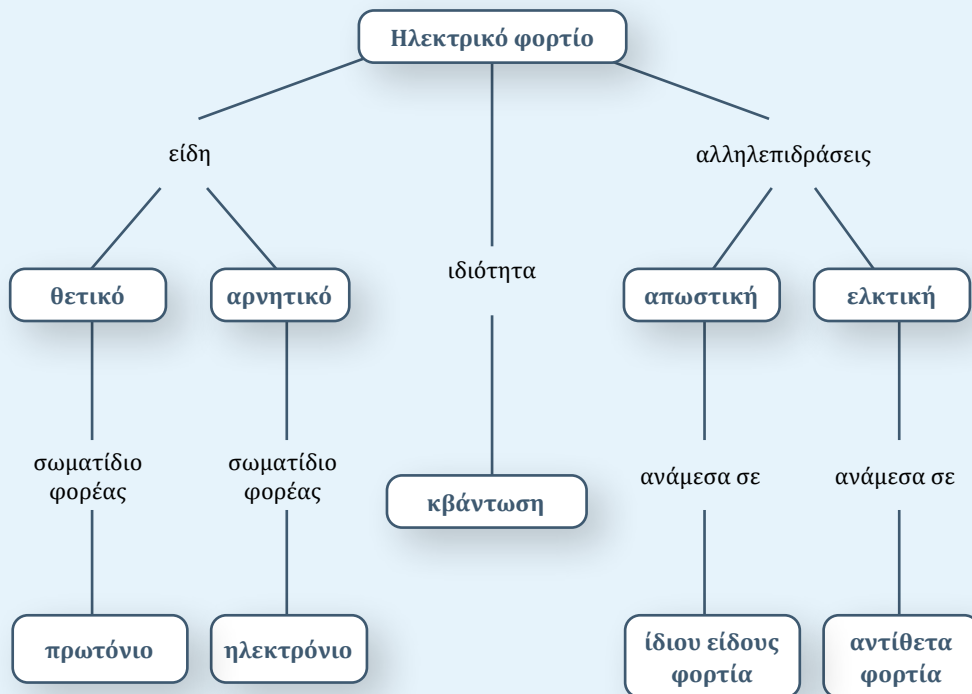 Ηλεκτρικό φορτίο
είδη
αλληλεπιδράσεις
ιδιότητα
θετικό
αρνητικό
απωστική
ελκτική
σωματίδιο
φορέας
σωματίδιο
φορέας
κβάντωση
ανάμεσα σε
ανάμεσα σε
πρωτόνιο
ηλεκτρόνιο
ίδιου είδους
φορτία
αντίθετα
φορτία